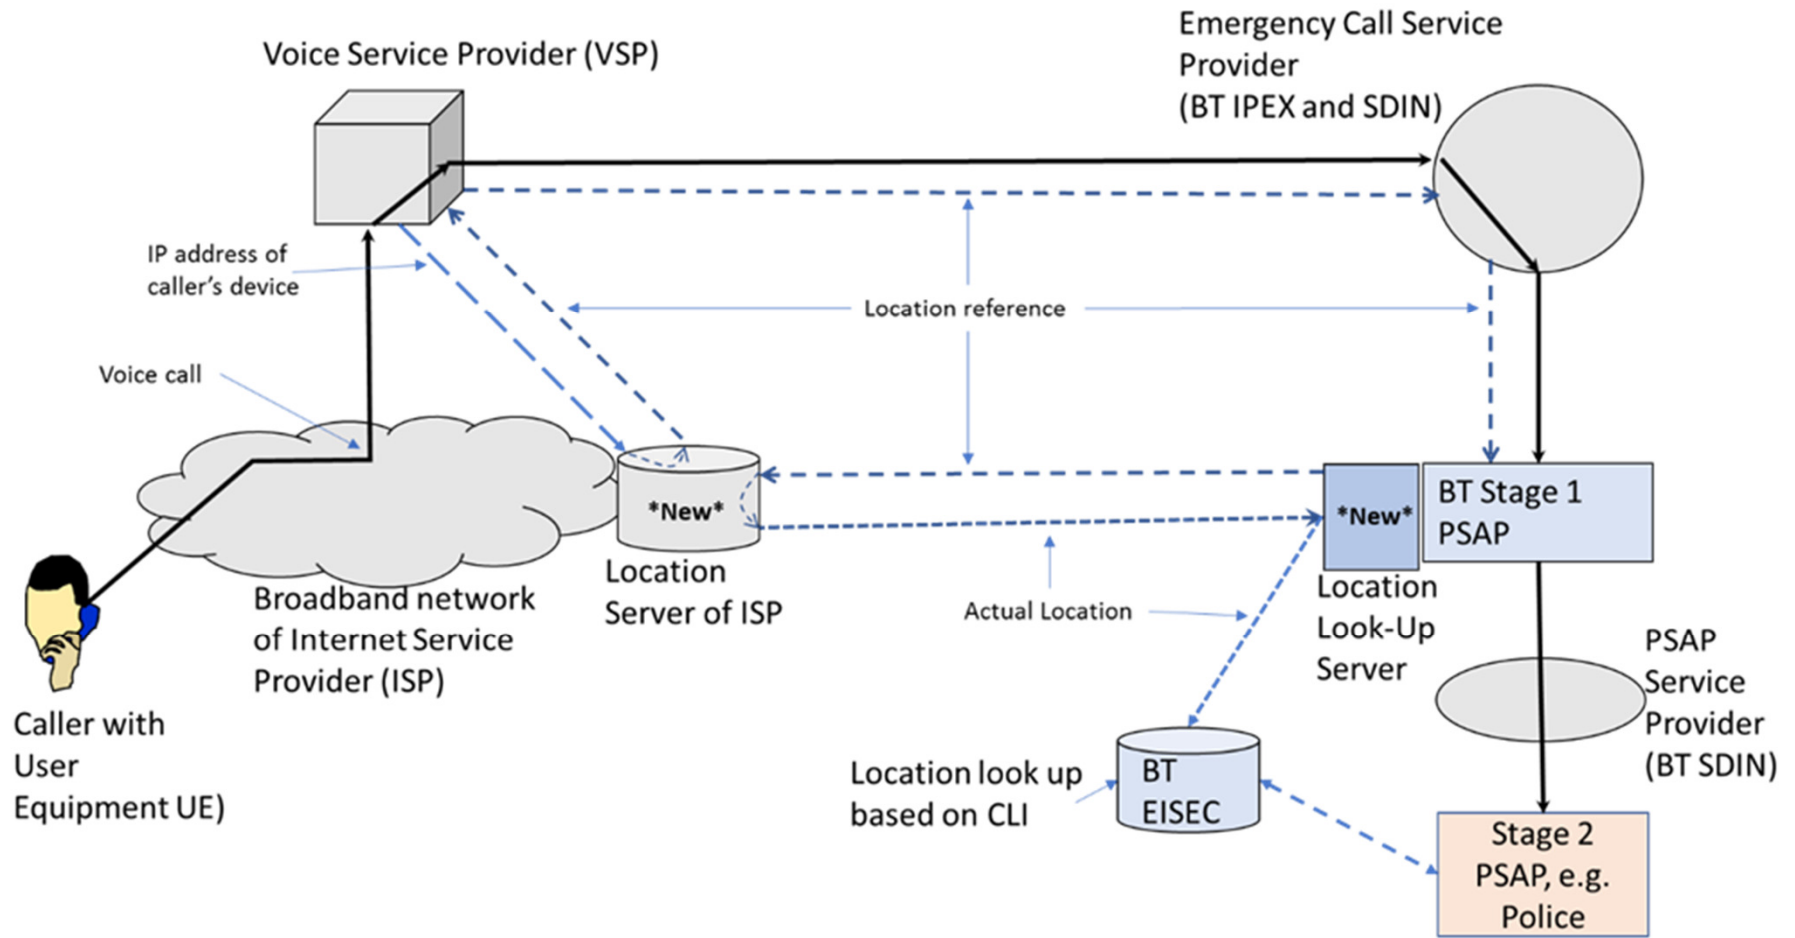 Emergency Call Service
Provider
(BT IPEX and SDIN)
Voice Service Provider (VSP)
IP address of
caller's device
Location reference
Voice call
*New*
*New*
BT Stage 1
PSAP
Location
Server of ISP
Location
Look-Up
Server
Actual Location
Broadband network
of Internet Service
Provider (ISP)
PSAP
Service
Provider
(BT SDIN)
Caller with
User
Equipment UE)
Location look up
based on CLI
BT
EISEC
Stage 2
PSAP, e.g.
Police